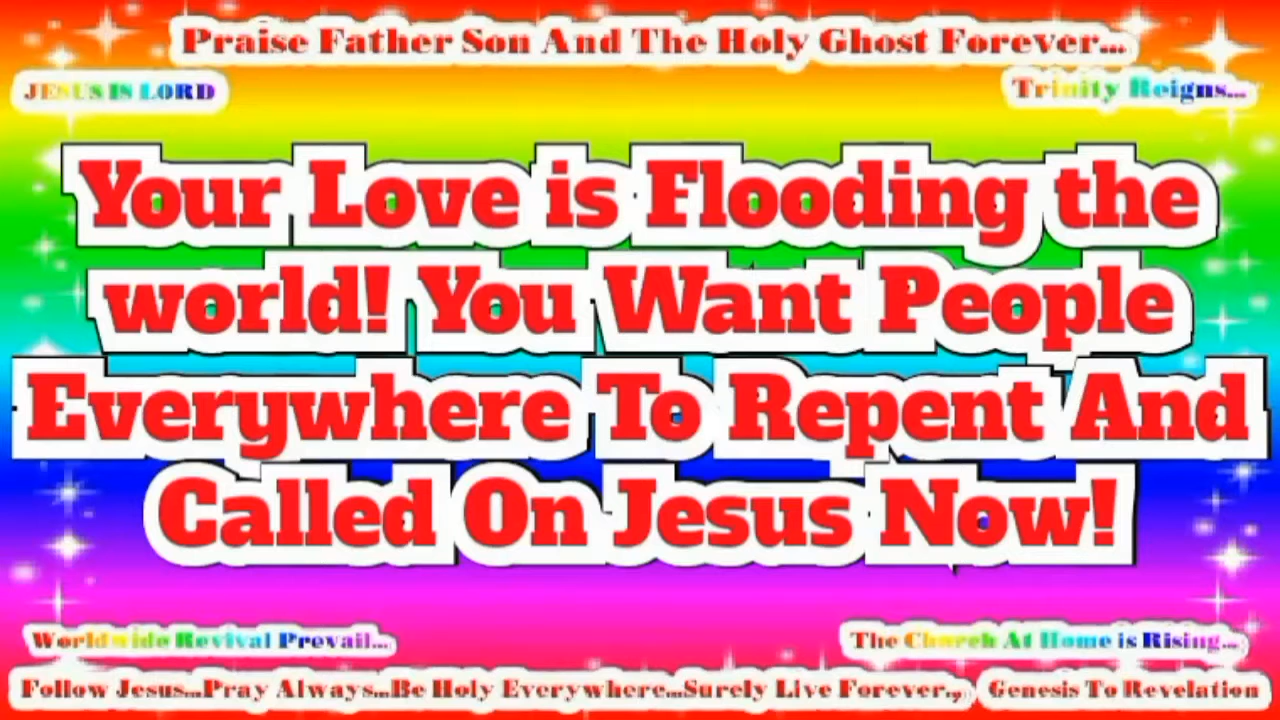 Praise Father Son And The Holy Ghost Forever...
JESUS IS LORD
Trinity Reigns...
Your Love is Flooding the
world! You Want People
Everywhere To Repent And
Called On Jesus Now!
Worldwide Revival Prevail...
The Church At Home is Rising...
Follow Jesus...Pray Always...Be Holy Everywhere...Surely Live Forever..,
Genesis To Revelation